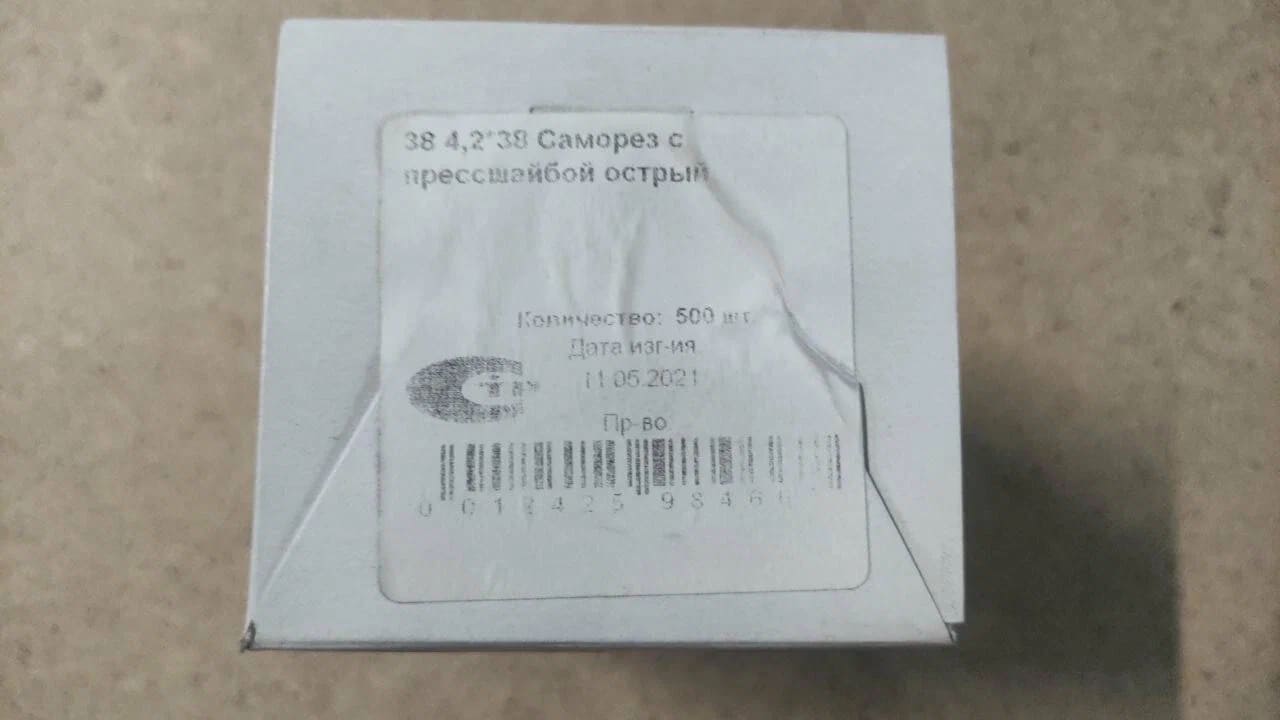 38 4,2*38 Саморез с
прессшайбой острый
Количество: 500 шт.
Дата изг-ия
11.05.2021
Пр-во